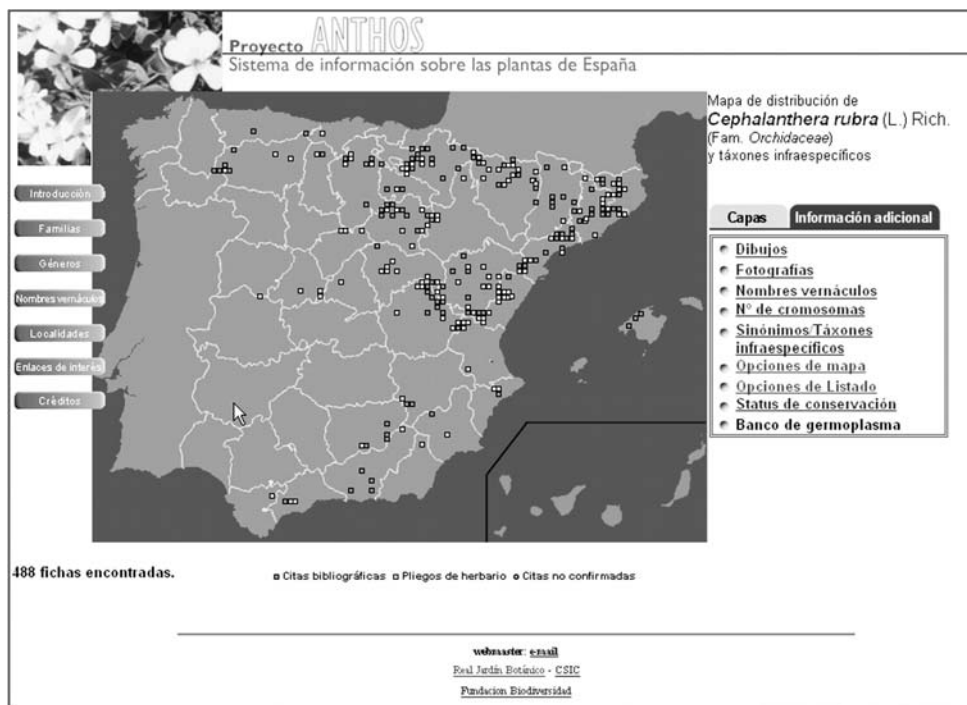 Proyecto ANTHOS
Sistema de información sobre las plantas de España
Mapa de distribución de
Cephalanthera rubra (L.) Rich.
(Fam. Orchidaceae)
y táxones infraespecíficos
Introducción
Familias
Géneros
Nombres vernáculos
Localidades
Enlaces de interés
Créditos
Capas
Información adicional
Dibujos
Fotografías
Nombres vernáculos
Nº de cromosomas
Sinónimos/Táxones
infraespecíficos
Opciones de mapa
Opciones de Listado
Status de conservación
Banco de germoplasma
488 fichas encontradas.
Citas bibliográficas Pliegos de herbario Citas no confirmadas
webmaster: e-mail
Real Jardín Botánico - CSIC
Fundacion Biodiversidad